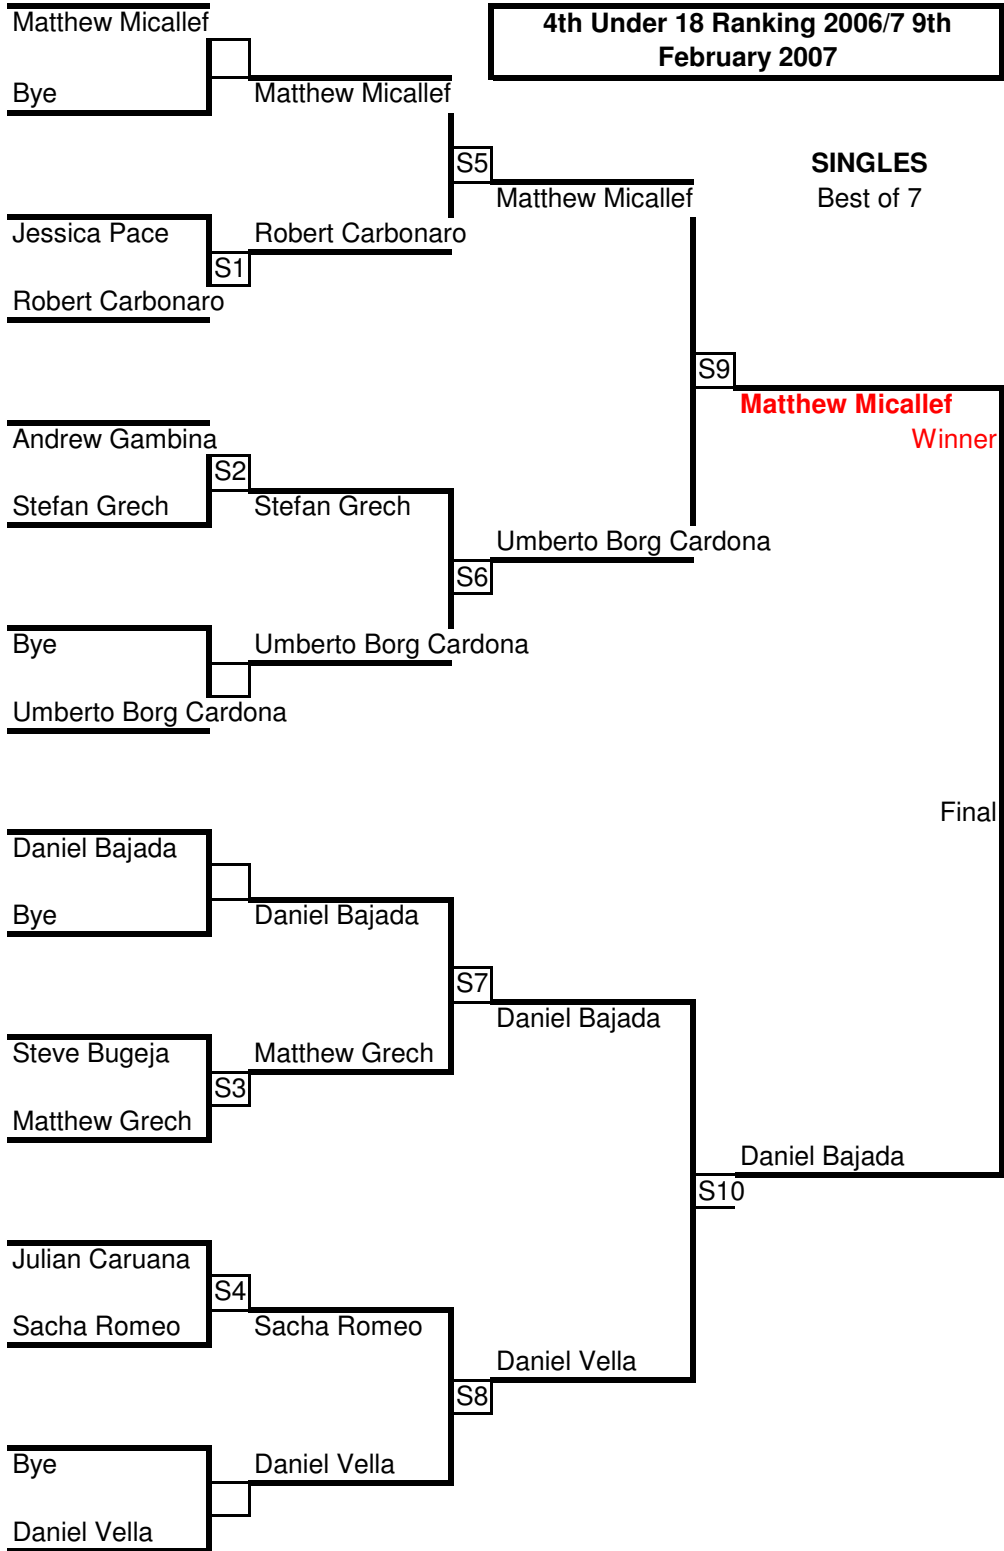 Matthew Micallef
4th Under 18 Ranking 2006/7 9th
February 2007
Bye
Matthew Micallef
S5
SINGLES
Matthew Micallef
Best of 7
Jessica Pace
Robert Carbonaro
S1
Robert Carbonaro
S9
Matthew Micallef
Andrew Gambina
Winner
S2
Stefan Grech
Stefan Grech
Umberto Borg Cardona
S6
Bye
Umberto Borg Cardona
Umberto Borg Cardona
Final
Daniel Bajada
Bye
Daniel Bajada
S7
Daniel Bajada
Steve Bugeja
Matthew Grech
S3
Matthew Grech
Daniel Bajada
S10
Julian Caruana
S4
Sacha Romeo
Sacha Romeo
Daniel Vella
S8
Bye
Daniel Vella
Daniel Vella